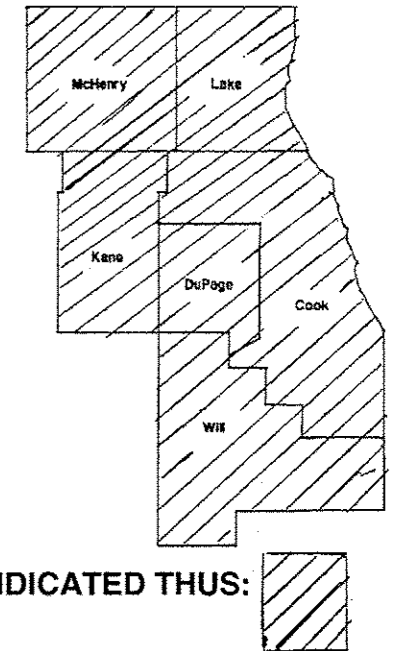 McHenry Lake
Kane
DuPage
Cook
Will
NDICATED THUS: